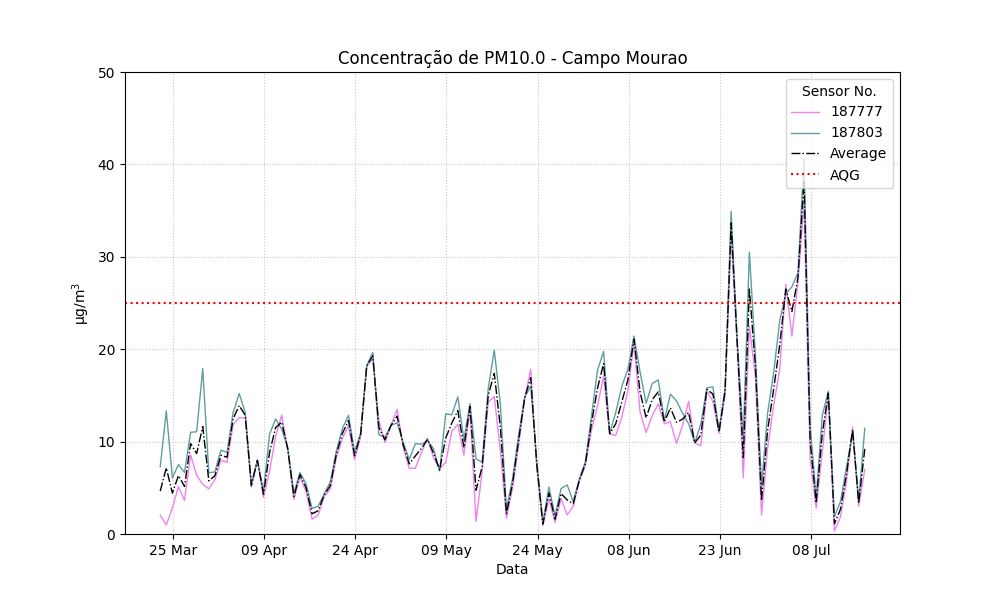 Concentração de PM10.0 - Campo Mourao
Sensor No.
187777
187803
Average
AQG
50
40
30
20
10
0
µg/m³
25 Mar
09 Apr
24 Apr
09 May
24 May
08 Jun
23 Jun
08 Jul
Data